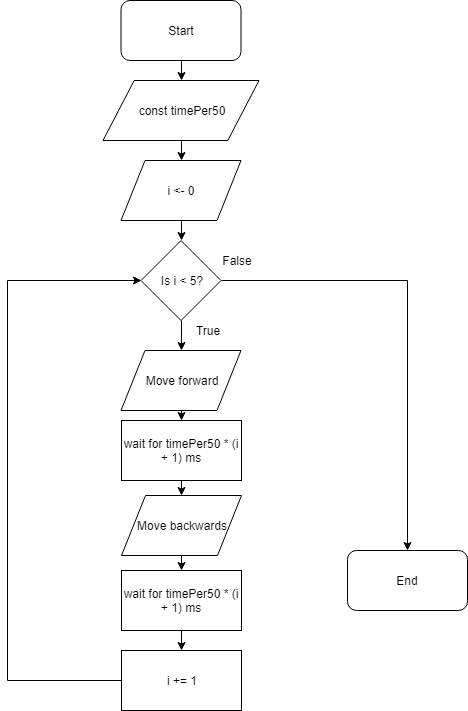 Start
const timePer50
i <- 0
Is i < 5?
False
True
Move forward
wait for timePer50 * (i
+ 1) ms
Move backwards
wait for timePer50 * (i
+ 1) ms
i += 1
End